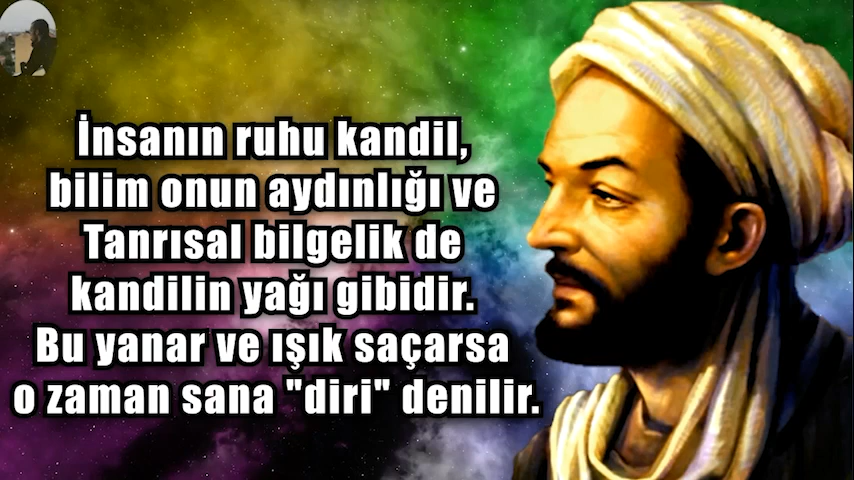 İnsanın ruhu kandil,
bilim onun aydınlığı ve
Tanrısal bilgelik de
kandilin yağı gibidir.
Bu yanar ve ışık saçarsa
o zaman sana "diri" denilir.